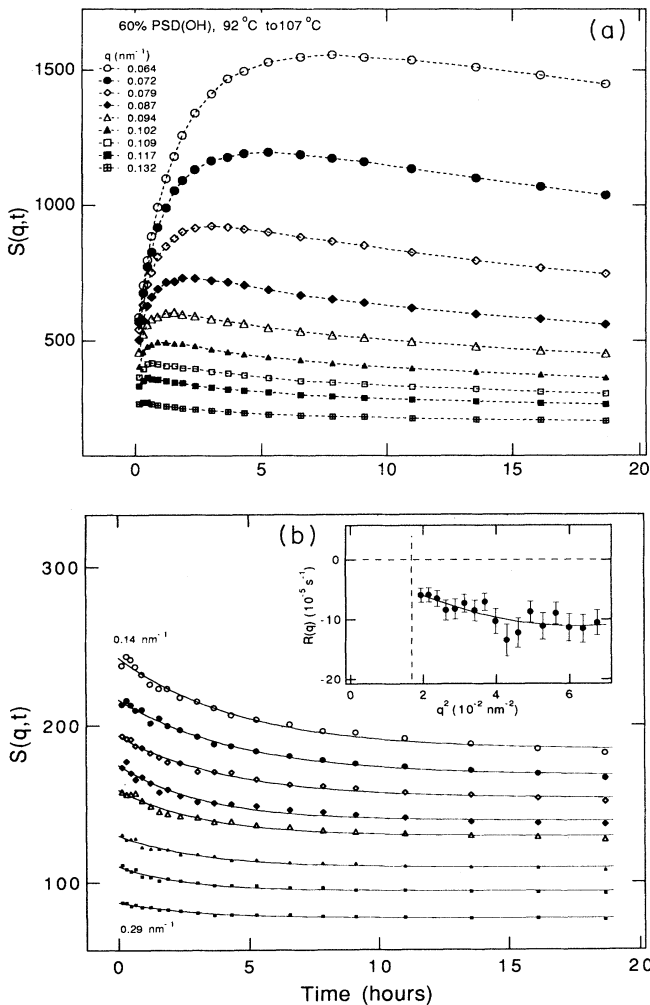 60% PSD(OH), 92 °C to107 °C
(a)
q (nm⁻¹)
0.064
0.072
0.079
0.087
0.094
0.102
0.109
0.117
0.132
1500
1000
500
S(q,t)
0 5 10 15 20
(b)
300
200
100
S(q,t)
0.14 nm⁻¹
0.29 nm⁻¹
0
-10
-20
R(q) (10⁻⁵ s⁻¹)
0 2 4 6
q² (10⁻² nm⁻²)
0 5 10 15 20
Time (hours)